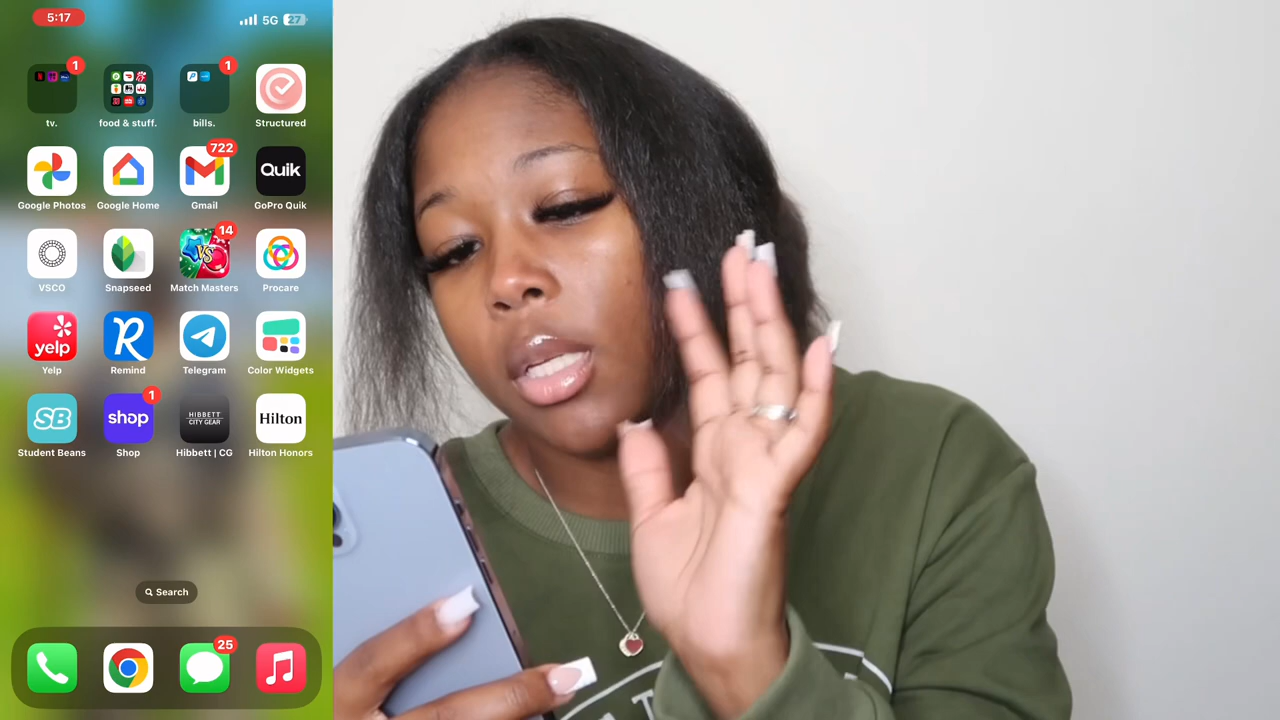 5:17
5G 27
1
1
tv.
food & stuff.
bills.
Structured
722
Quik
Google Photos
Google Home
Gmail
GoPro Quik
14
VS
VSCO
Snapseed
Match Masters
Procare
yelp
R
Yelp
Remind
Telegram
Color Widgets
1
SB
shop
HIBBETT
CITY GEAR
Hilton
Student Beans
Shop
Hibbett | CG
Hilton Honors
Search
25